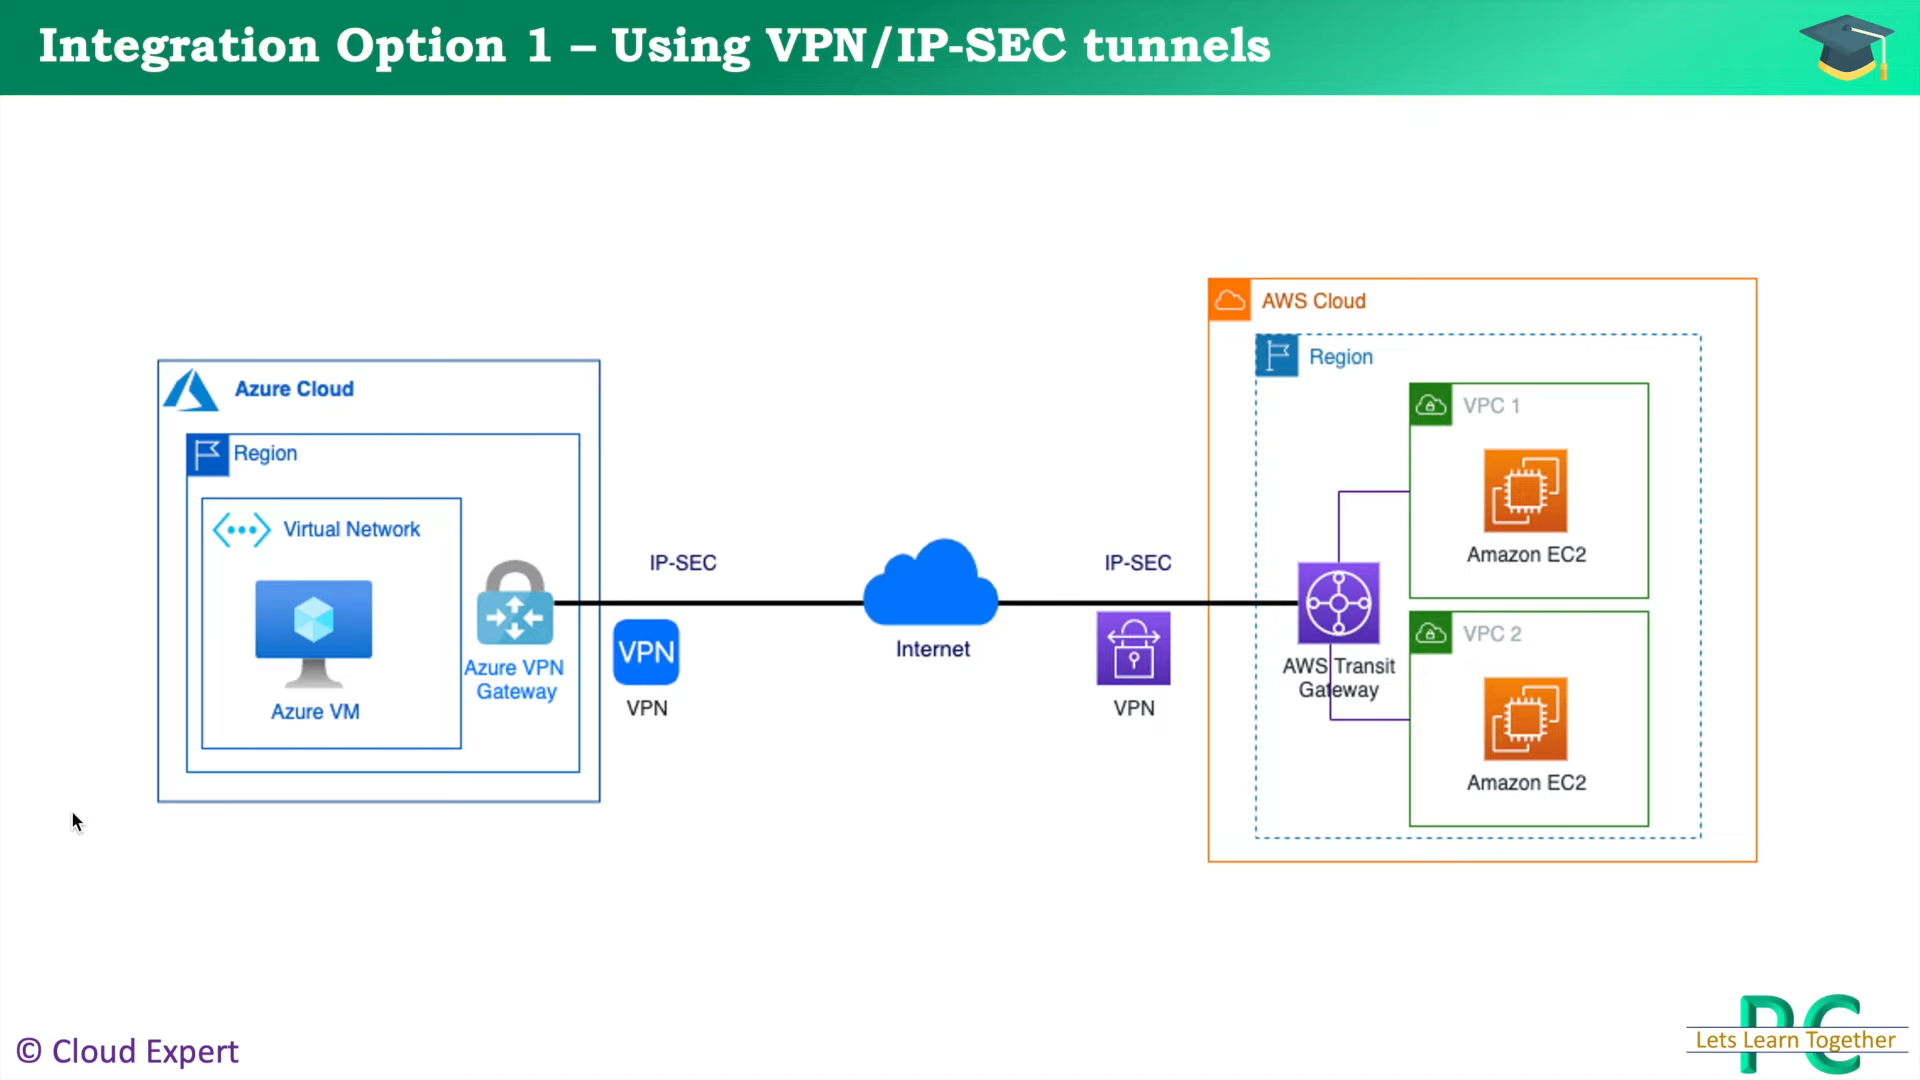 Integration Option 1 – Using VPN/IP-SEC tunnels
AWS Cloud
Region
VPC 1
Amazon EC2
VPC 2
Amazon EC2
AWS Transit
Gateway
Azure Cloud
Region
Virtual Network
Azure VM
Azure VPN
Gateway
IP-SEC
VPN
VPN
Internet
IP-SEC
VPN
© Cloud Expert
PC
Lets Learn Together